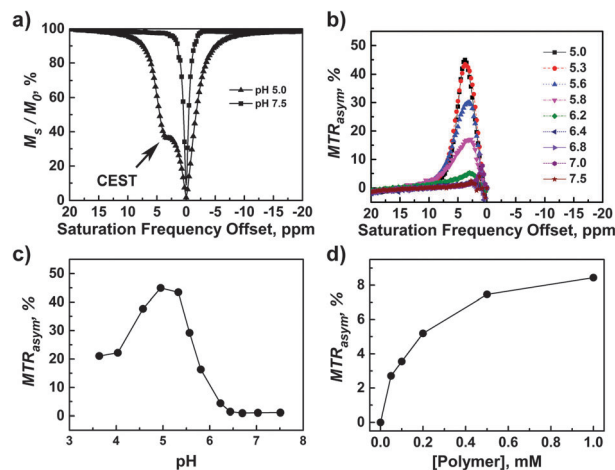 a)
100
80
60
40
20
0
M_s / M_0, %
pH 5.0
pH 7.5
CEST
20 15 10 5 0 -5 -10 -15 -20
Saturation Frequency Offset, ppm
b)
50
40
30
20
10
0
MTR_asym, %
5.0
5.3
5.6
5.8
6.2
6.4
6.8
7.0
7.5
20 15 10 5 0 -5 -10 -15 -20
Saturation Frequency Offset, ppm
c)
50
40
30
20
10
0
MTR_asym, %
3 4 5 6 7 8
pH
d)
8
6
4
2
0
MTR_asym, %
0.0 0.2 0.4 0.6 0.8 1.0
[Polymer], mM